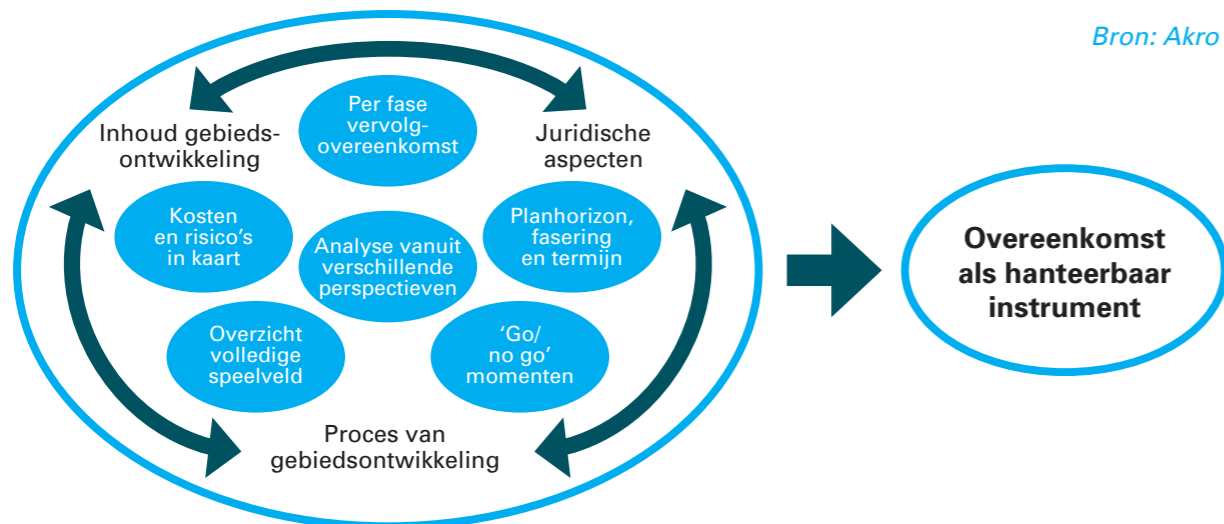 Bron: Akro
Per fase
vervolg-
overeenkomst
Inhoud gebieds-
ontwikkeling
Juridische
aspecten
Kosten
en risico's
in kaart
Analyse vanuit
verschillende
perspectieven
Planhorizon,
fasering
en termijn
Overzicht
volledige
speelveld
‘Go/
no go’
momenten
Proces van
gebiedsontwikkeling
Overeenkomst
als hanteerbaar
instrument